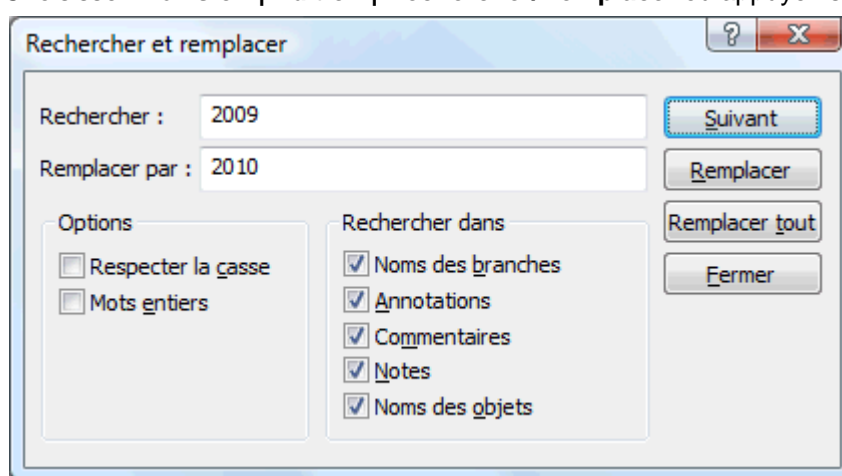 Rechercher et remplacer
Rechercher : 2009
Suivant
Remplacer par : 2010
Remplacer
Options
Rechercher dans
Remplacer tout
Respecter la casse
Mots entiers
Noms des branches
Annotations
Commentaires
Notes
Noms des objets
Fermer